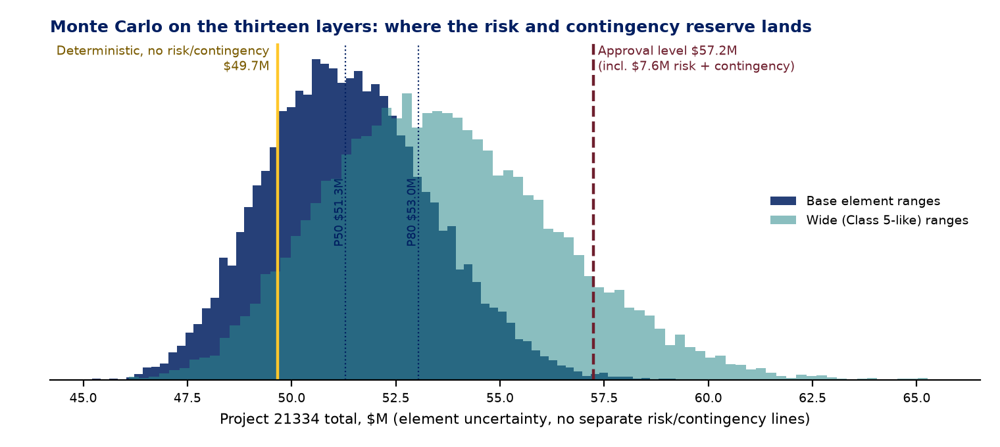 Monte Carlo on the thirteen layers: where the risk and contingency reserve lands
Deterministic, no risk/contingency
$49.7M
Approval level $57.2M
(incl. $7.6M risk + contingency)
P50 $51.3M
P80 $53.0M
Base element ranges
Wide (Class 5-like) ranges
45.0 47.5 50.0 52.5 55.0 57.5 60.0 62.5 65.0
Project 21334 total, $M (element uncertainty, no separate risk/contingency lines)